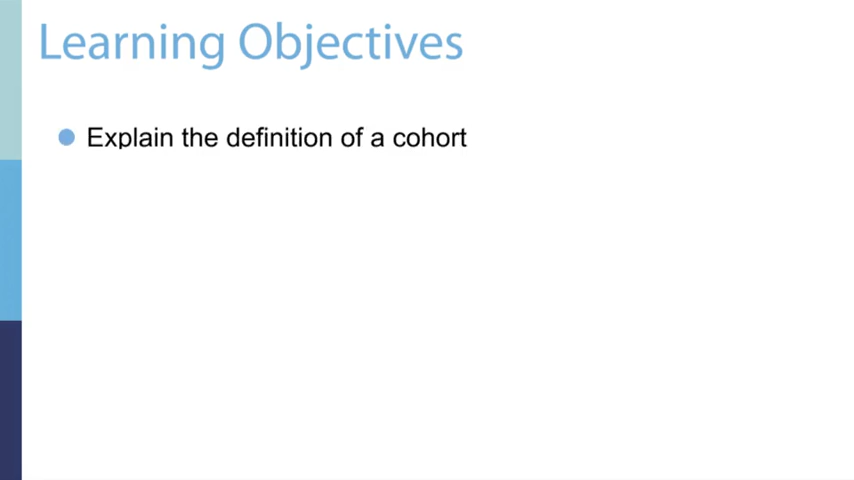 Learning Objectives
Explain the definition of a cohort